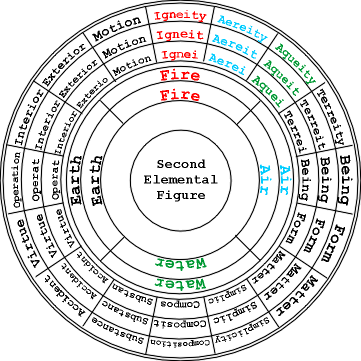 Igneity
Aereity
Aqueity
Terreity
Being
Form
Matter
Simplicity
Composition
Substance
Accident
Virtue
Operation
Interior
Exterior
Motion
Igneit
Aereit
Aqueit
Terreit
Being
Form
Matter
Simplic
Composit
Substanc
Accident
Virtue
Operat
Interior
Exterior
Motion
Ignei
Aerei
Aquei
Terrei
Being
Form
Matter
Simplic
Compos
Substan
Accident
Virtue
Operat
Interior
Exterio
Motion
Fire
Air
Water
Earth
Fire
Air
Water
Earth
Second
Elemental
Figure